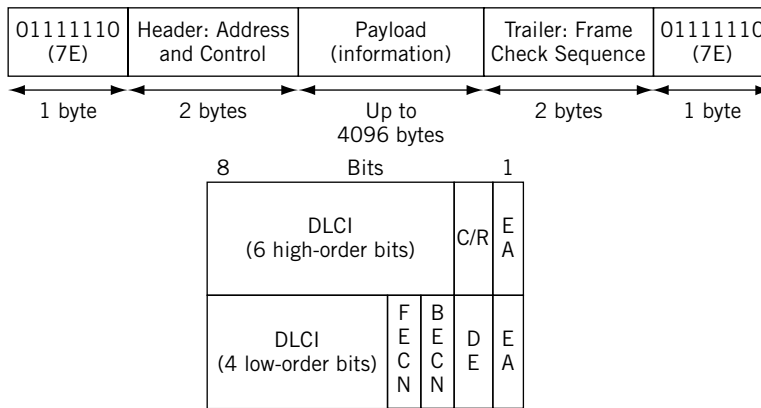 01111110
(7E)
Header: Address
and Control
Payload
(information)
Trailer: Frame
Check Sequence
01111110
(7E)
1 byte
2 bytes
Up to
4096 bytes
2 bytes
1 byte
8
Bits
1
DLCI
(6 high-order bits)
C/R
E
A
DLCI
(4 low-order bits)
F
E
C
N
B
E
C
N
D
E
E
A